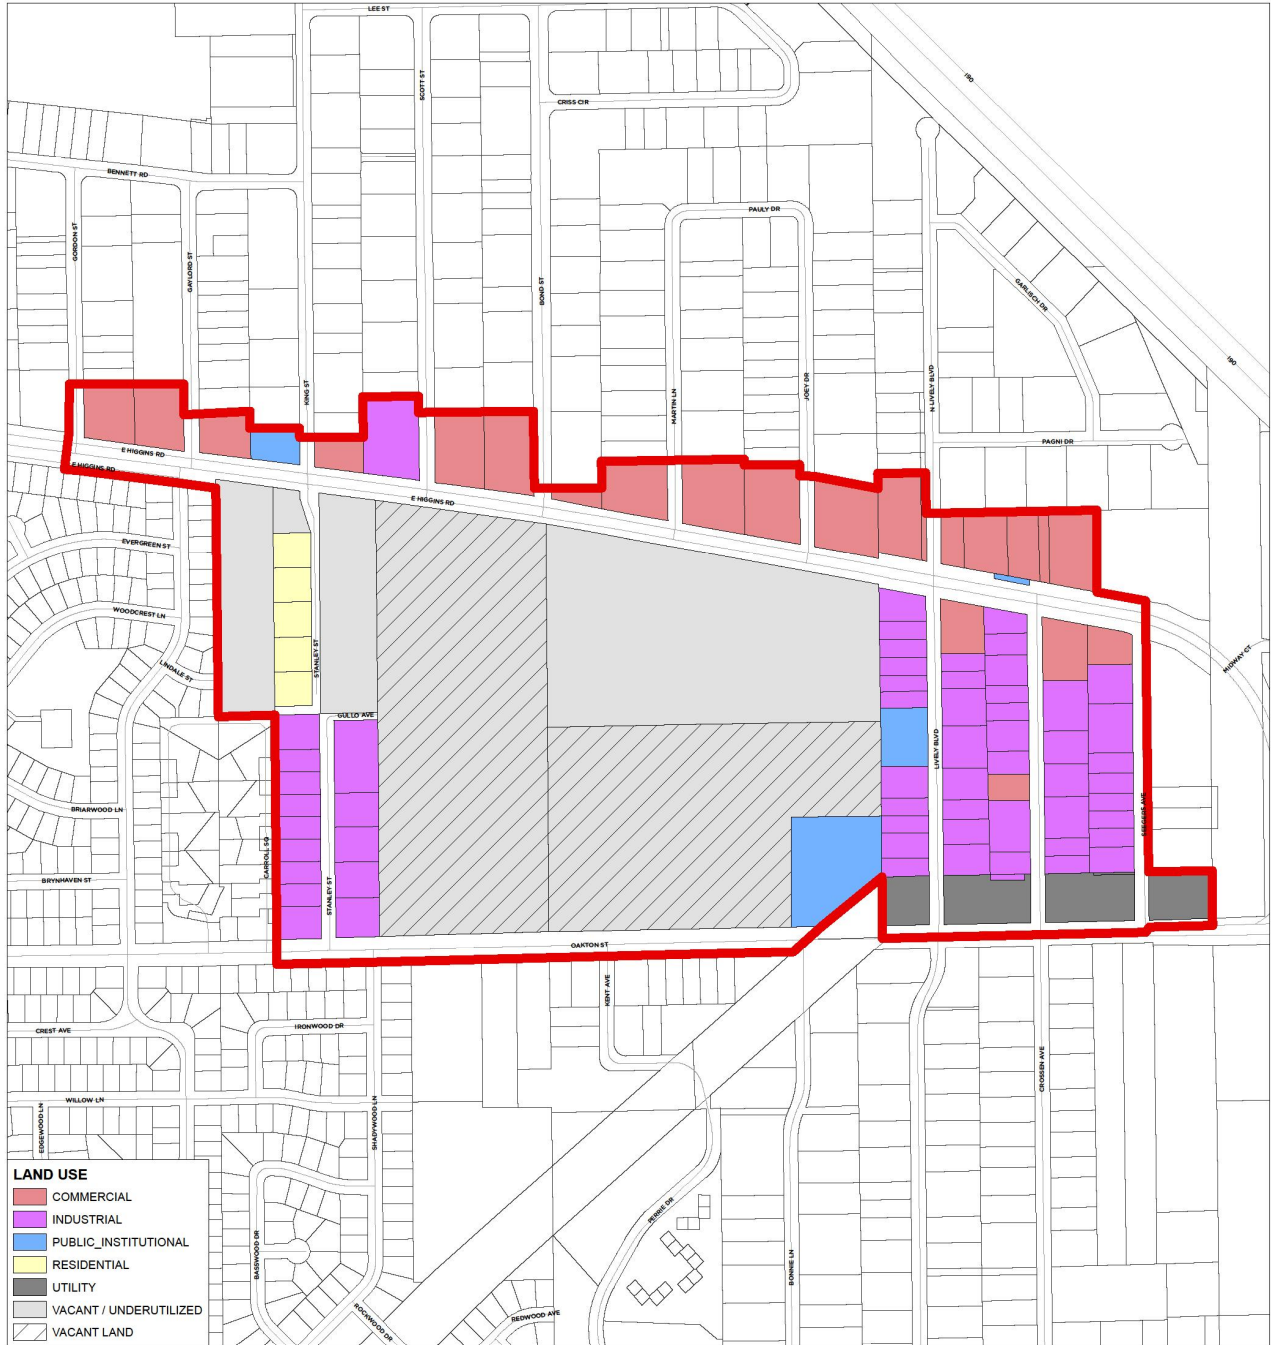 LEE ST
SCOTT ST
CRISS CIR
I90
BENNETT RD
GORDON ST
GAYLORD ST
PAULY DR
BOND ST
GARLISCH DR
I90
KING ST
MARTIN LN
JOEY DR
N LIVELY BLVD
PAGNI DR
E HIGGINS RD
E HIGGINS RD
E HIGGINS RD
EVERGREEN ST
WOODCREST LN
LINDALE ST
STANLEY ST
MIDWAY CT
GULLO AVE
LIVELY BLVD
BRIARWOOD LN
SEEGERS AVE
CARROLL SQ
BRYNHAVEN ST
STANLEY ST
OAKTON ST
KENT AVE
IRONWOOD DR
CREST AVE
CROSSEN AVE
WILLOW LN
EDGEWOOD LN
SHADYWOOD LN
PERRIE DR
BASSWOOD DR
BONNIE LN
ROCKWOOD DR
REDWOOD AVE
LAND USE
COMMERCIAL
INDUSTRIAL
PUBLIC_INSTITUTIONAL
RESIDENTIAL
UTILITY
VACANT / UNDERUTILIZED
VACANT LAND